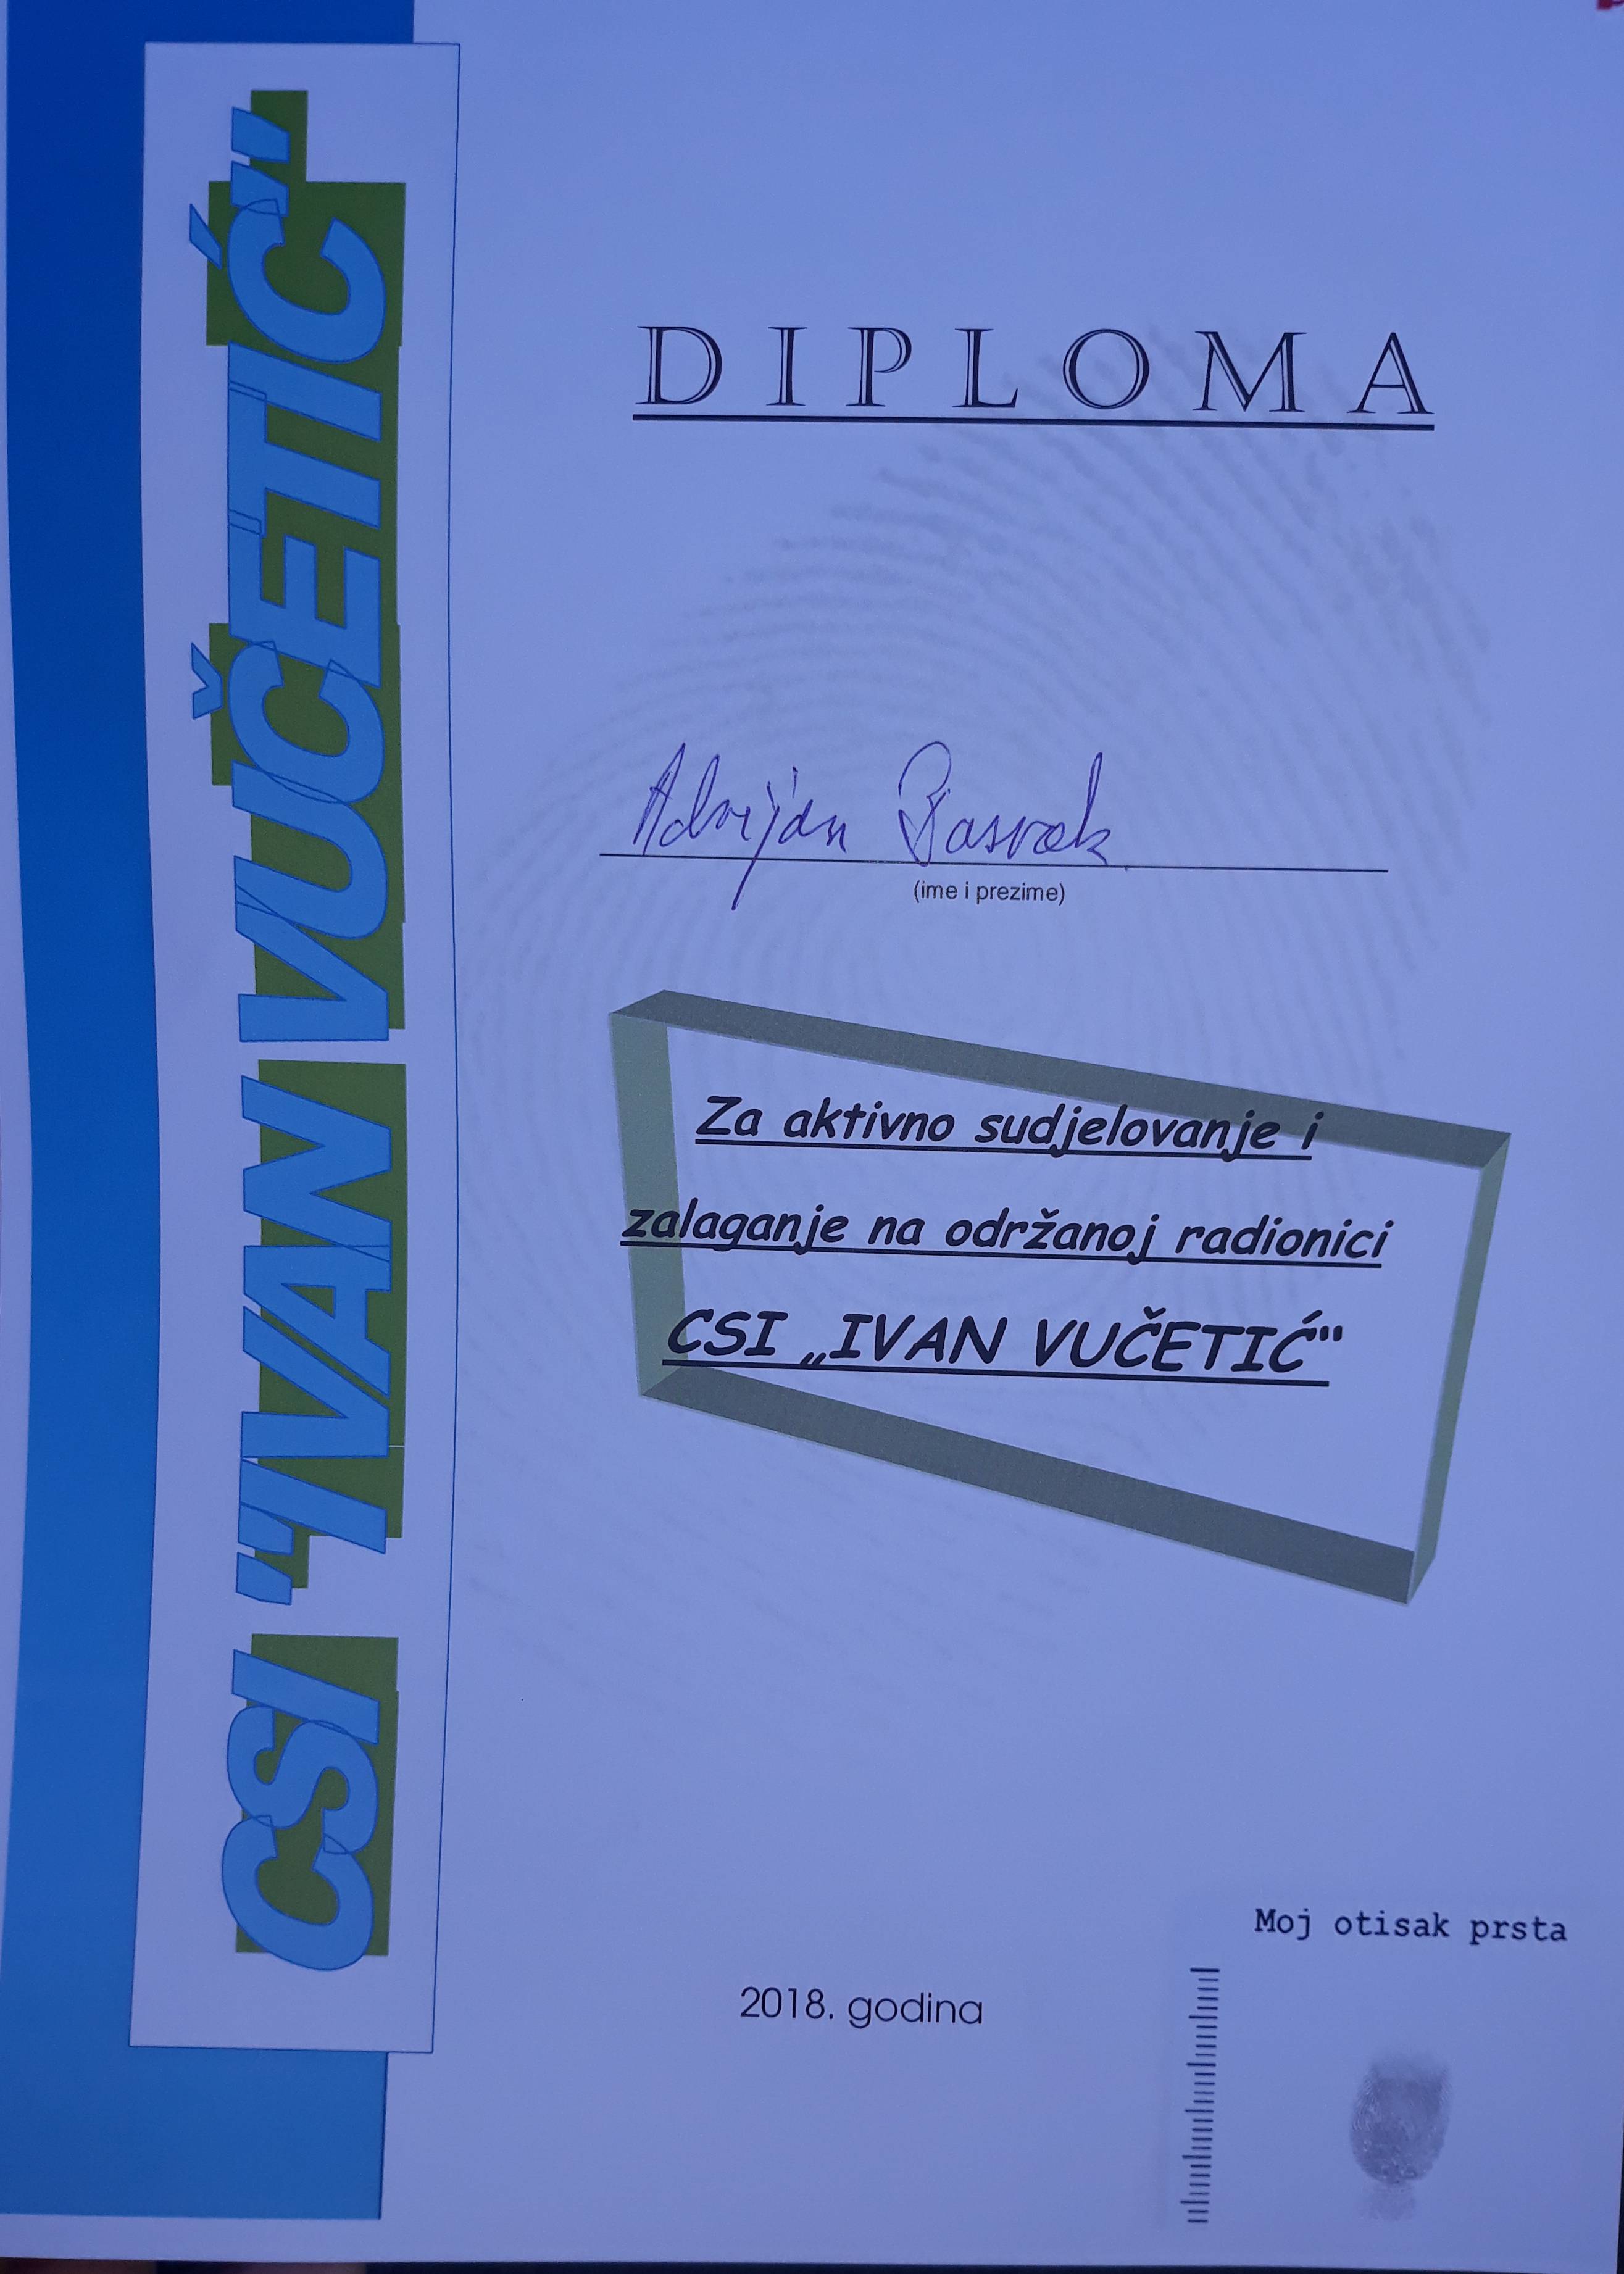 CSI "IVAN VUČETIĆ"
DIPLOMA
Adrijan
(ime i prezime)
Za aktivno sudjelovanje i
zalaganje na održanoj radionici
CSI „IVAN VUČETIĆ“
Moj otisak prsta
2018. godina